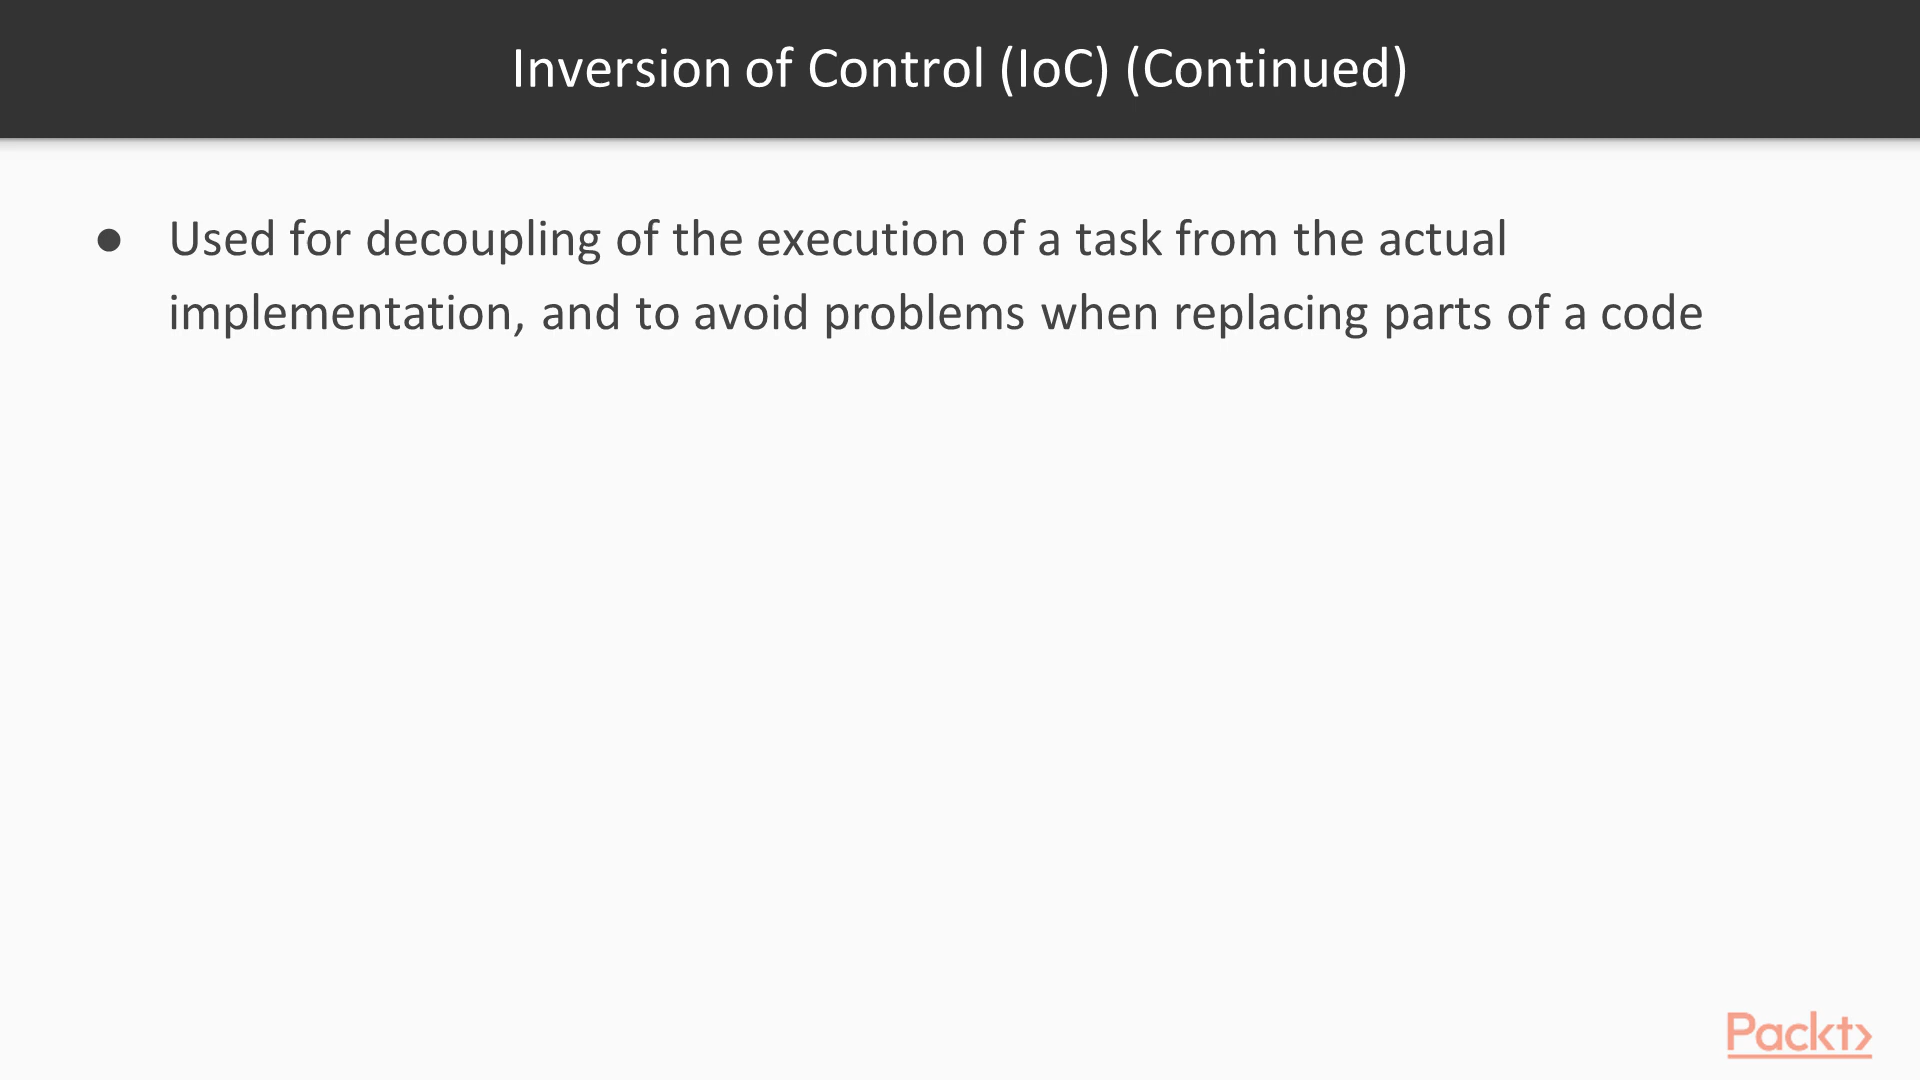 Inversion of Control (IoC) (Continued)
● Used for decoupling of the execution of a task from the actual
implementation, and to avoid problems when replacing parts of a code
Packt>